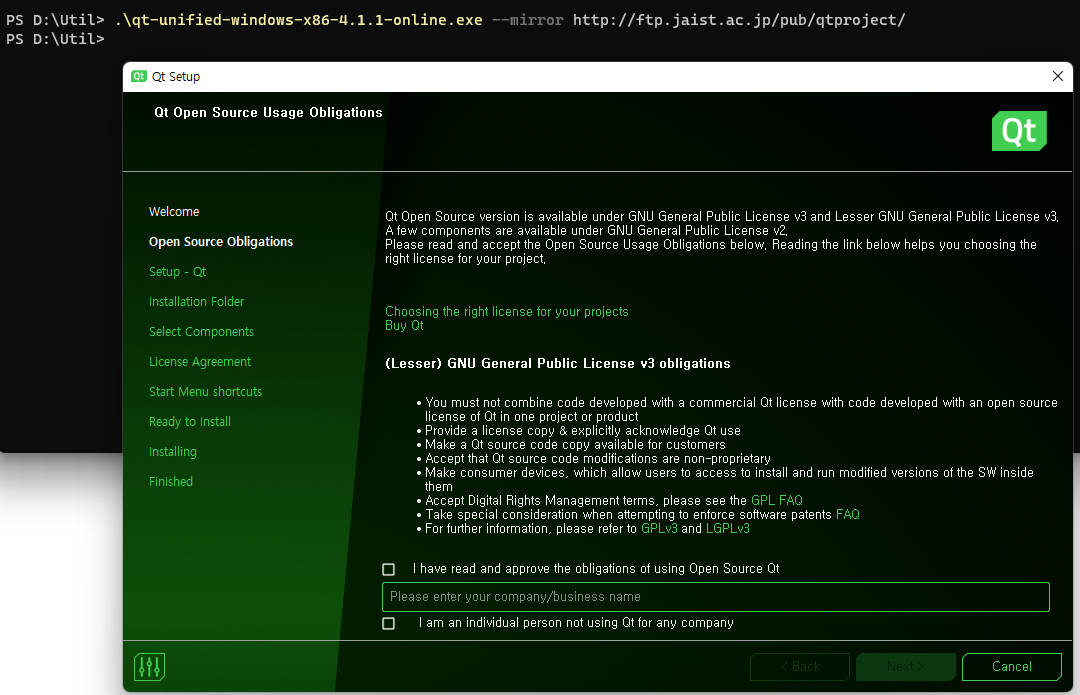 PS D:\Util> .\qt-unified-windows-x86-4.1.1-online.exe --mirror http://ftp.jaist.ac.jp/pub/qtproject/
PS D:\Util>
Qt Qt Setup
Qt Open Source Usage Obligations
Qt
Welcome
Open Source Obligations
Setup - Qt
Installation Folder
Select Components
License Agreement
Start Menu shortcuts
Ready to Install
Installing
Finished
Qt Open Source version is available under GNU General Public License v3 and Lesser GNU General Public License v3.
A few components are available under GNU General Public License v2.
Please read and accept the Open Source Usage Obligations below. Reading the link below helps you choosing the
right license for your project.
Choosing the right license for your projects
Buy Qt
(Lesser) GNU General Public License v3 obligations
• You must not combine code developed with a commercial Qt license with code developed with an open source
license of Qt in one project or product
• Provide a license copy & explicitly acknowledge Qt use
• Make a Qt source code copy available for customers
• Accept that Qt source code modifications are non-proprietary
• Make consumer devices, which allow users to access to install and run modified versions of the SW inside
them
• Accept Digital Rights Management terms, please see the GPL FAQ
• Take special consideration when attempting to enforce software patents FAQ
• For further information, please refer to GPLv3 and LGPLv3
I have read and approve the obligations of using Open Source Qt
Please enter your company/business name
I am an individual person not using Qt for any company
< Back Next > Cancel